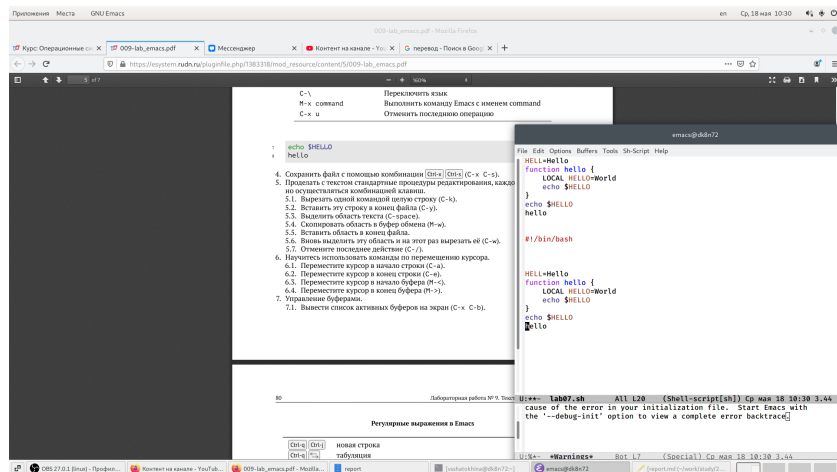 Приложения Места GNU Emacs
en Ср, 18 мая 10:30
009-lab_emacs.pdf - Mozilla Firefox
009-lab_emacs.pdf
Мессенджер
Контент на канале - You
перевод - Поиск в Goog
https://esystem.rudn.ru/pluginfile.php/1383318/mod_resource/content/5/009-lab_emacs.pdf
5 из 7
160%
C-\ Переключить язык
M-x command Выполнить команду Emacs с именем command
C-x u Отменить последнюю операцию
7 echo $HELLO
8 hello
4. Сохранить файл с помощью комбинации Ctrl-x Ctrl-s (C-x C-s).
5. Проделать с текстом стандартные процедуры редактирования, каждо
но осуществляться комбинацией клавиш.
5.1. Вырезать одной командой целую строку (C-k).
5.2. Вставить эту строку в конец файла (C-y).
5.3. Выделить область текста (C-space).
5.4. Скопировать область в буфер обмена (M-w).
5.5. Вставить область в конец файла.
5.6. Вновь выделить эту область и на этот раз вырезать её (C-w).
5.7. Отмените последнее действие (C-/).
6. Научитесь использовать команды по перемещению курсора.
6.1. Переместите курсор в начало строки (C-a).
6.2. Переместите курсор в конец строки (C-e).
6.3. Переместите курсор в начало буфера (M-<).
6.4. Переместите курсор в конец буфера (M->).
7. Управление буферами.
7.1. Вывести список активных буферов на экран (C-x C-b).
80 Лабораторная работа № 9. Текст
Регулярные выражения в Emacs
Ctrl-q Ctrl-j новая строка
Ctrl-q табуляция
emacs@dk8n72
File Edit Options Buffers Tools Sh-Script Help
HELL=Hello
function hello {
LOCAL HELLO=World
echo $HELLO
}
echo $HELLO
hello
#!/bin/bash
HELL=Hello
function hello {
LOCAL HELLO=World
echo $HELLO
}
echo $HELLO
hello
U:**- lab07.sh All L20 (Shell-script[sh]) Ср мая 18 10:30 3.44
cause of the error in your initialization file. Start Emacs with
the '--debug-init' option to view a complete error backtrace.
U:%*- *Warnings* Bot L7 (Special) Ср мая 18 10:30 3.44
OBS 27.0.1 (linux) - Профил...
Контент на канале - YouTub...
009-lab_emacs.pdf - Mozilla...
report
emacs@dk8n72